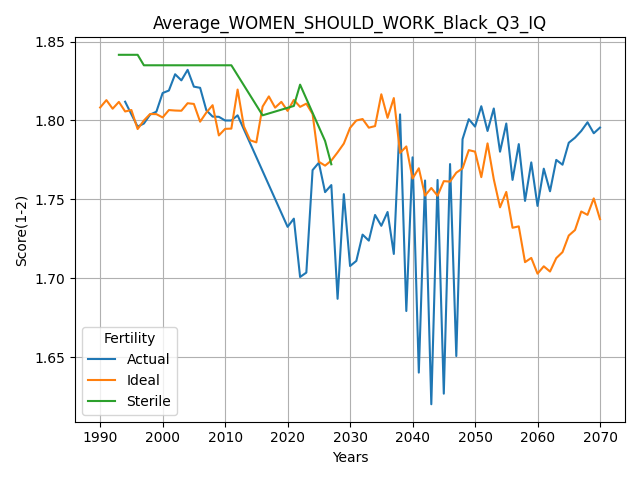 Average_WOMEN_SHOULD_WORK_Black_Q3_IQ
1.85
1.80
1.75
1.70
1.65
Score(1-2)
Fertility
Actual
Ideal
Sterile
1990 2000 2010 2020 2030 2040 2050 2060 2070
Years